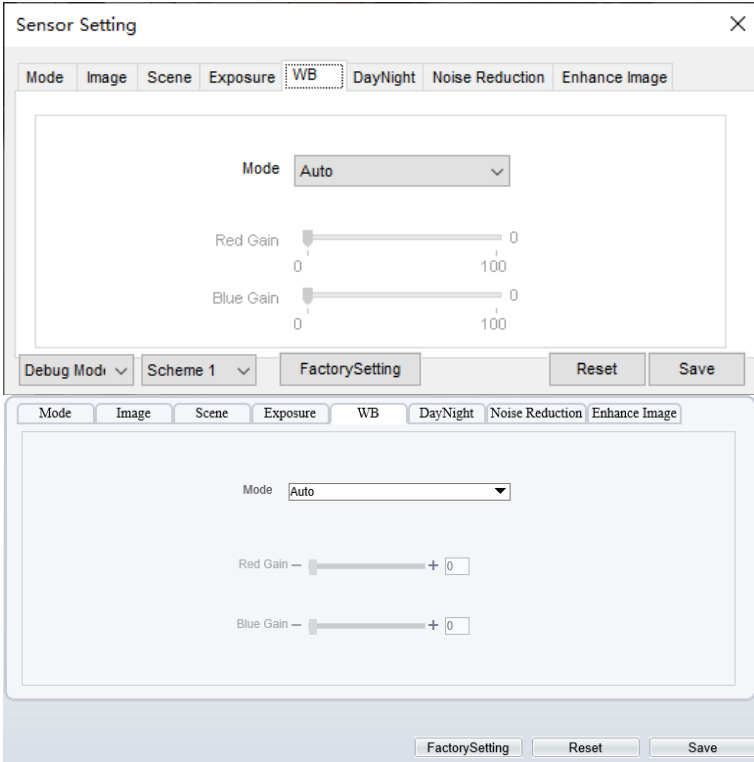 Sensor Setting
Mode Image Scene Exposure WB DayNight Noise Reduction Enhance Image
Mode Auto
Red Gain 0
0 100
Blue Gain 0
0 100
Debug Mod Scheme 1 FactorySetting Reset Save
Mode Image Scene Exposure WB DayNight Noise Reduction Enhance Image
Mode Auto
Red Gain − + 0
Blue Gain − + 0
FactorySetting Reset Save